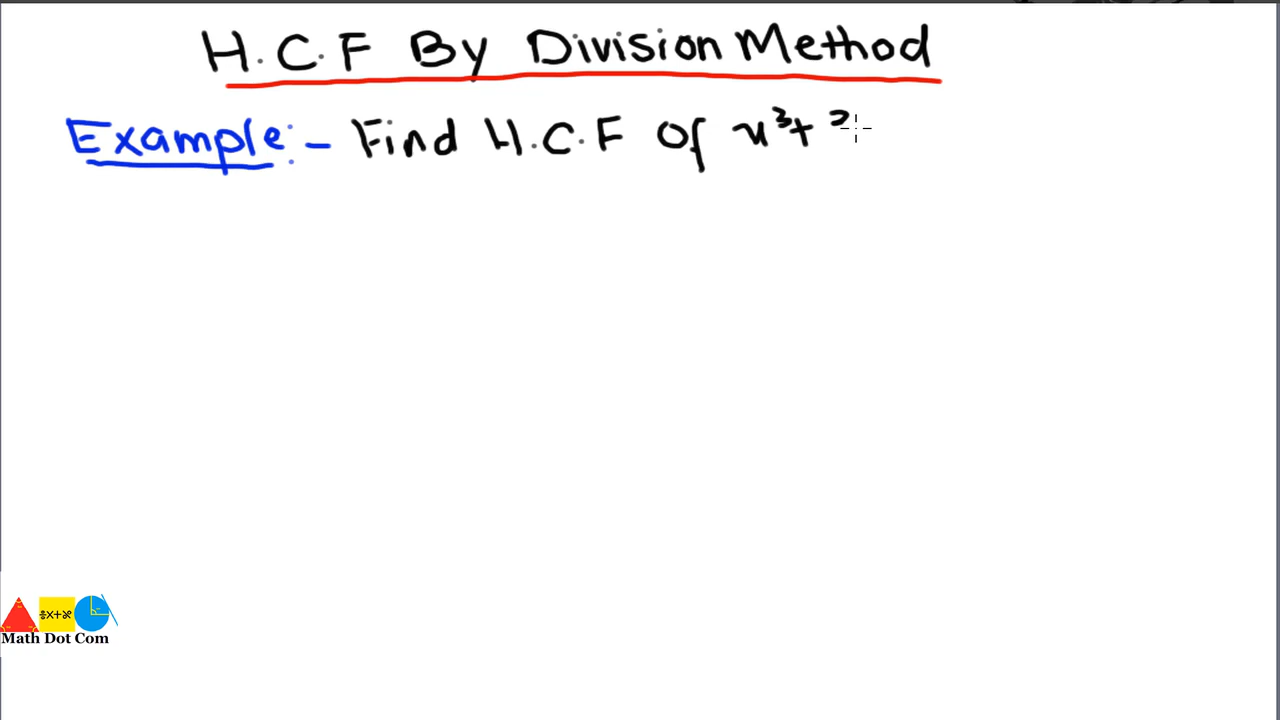 H.C.F By Division Method
Example:- Find H.C.F Of x³+
÷x+×
Math Dot Com